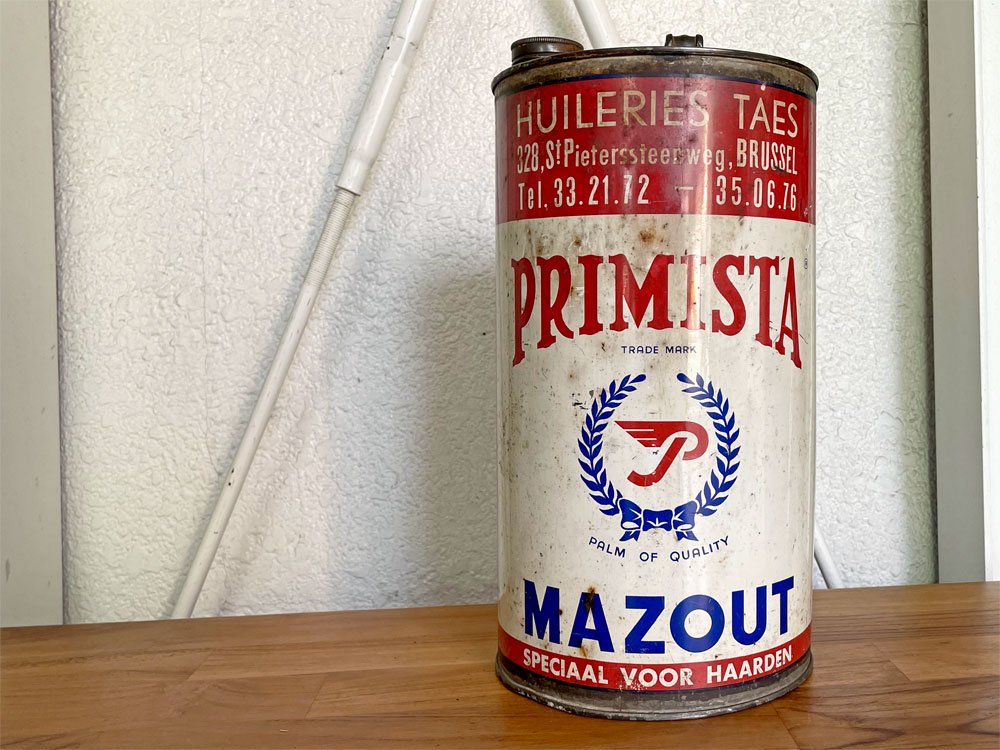 HUILERIES TAES
328, St Pieterssteenweg, BRUSSEL
Tel. 33.21.72 — 35.06.76
PRIMISTA
TRADE MARK
P
PALM OF QUALITY
MAZOUT
SPECIAAL VOOR HAARDEN